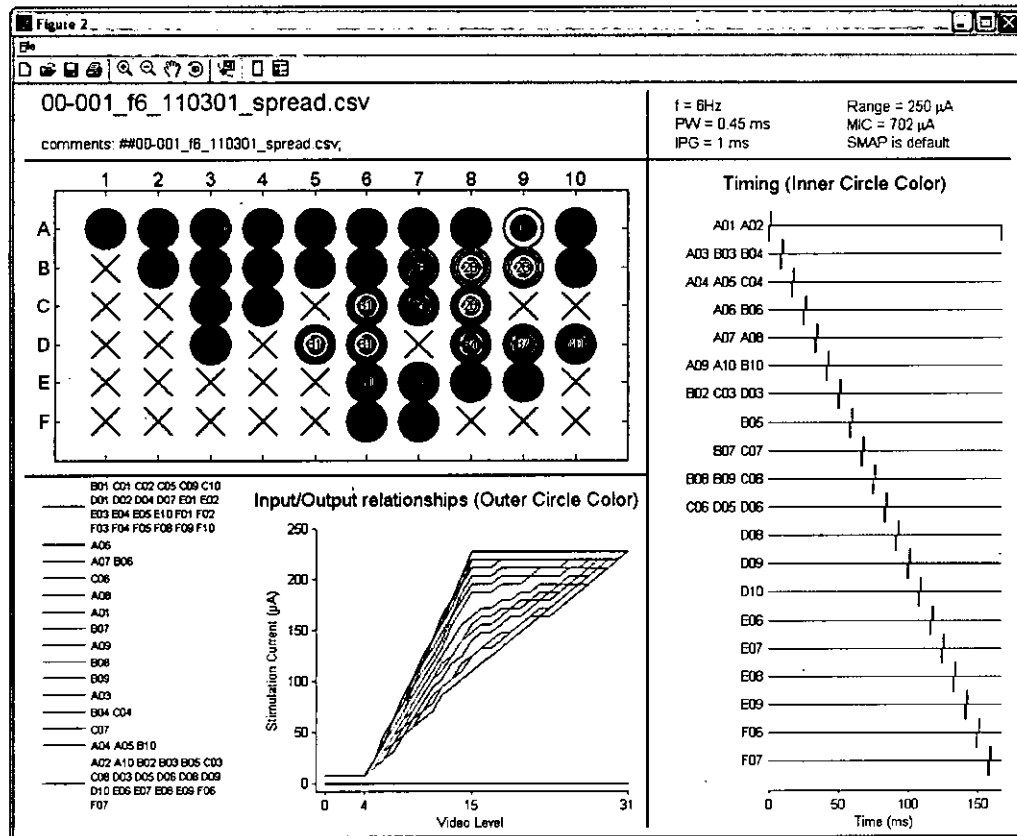 Figure 2
File
00-001_f6_110301_spread.csv
comments: ##00-001_f6_110301_spread.csv;
f = 6Hz
PW = 0.45 ms
IPG = 1 ms
Range = 250 µA
MiC = 702 µA
SMAP is default
1 2 3 4 5 6 7 8 9 10
A
B
C
D
E
F
Timing (Inner Circle Color)
A01 A02
A03 B03 B04
A04 A05 C04
A06 B06
A07 A08
A09 A10 B10
B02 C03 D03
B05
B07 C07
B08 B09 C08
C06 D05 D06
D08
D09
D10
E06
E07
E08
E09
F06
F07
0 50 100 150
Time (ms)
B01 C01 C02 C05 C09 C10
D01 D02 D04 D07 E01 E02
E03 E04 E05 E10 F01 F02
F03 F04 F05 F08 F09 F10
A06
A07 B06
C06
A08
A01
B07
A09
B08
B09
A03
B04 C04
C07
A04 A05 B10
A02 A10 B02 B03 B05 C03
C08 D03 D05 D06 D08 D09
D10 E06 E07 E08 E09 F06
F07
Input/Output relationships (Outer Circle Color)
250
200
150
100
50
0
Stimulation Current (µA)
0 4 15 31
Video Level